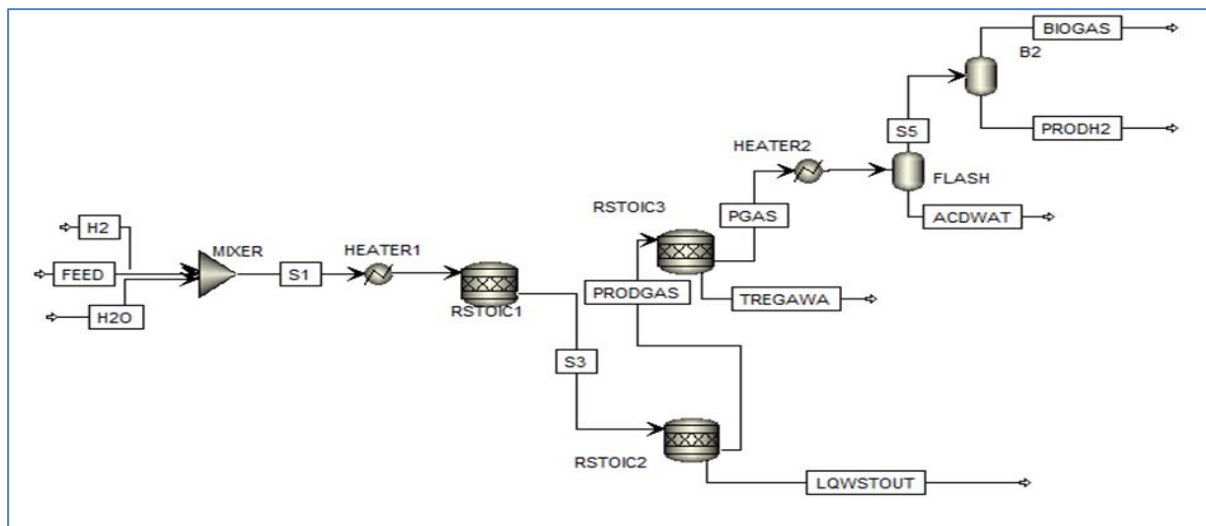 BIOGAS
B2
PRODH2
S5
HEATER2
FLASH
ACDWAT
RSTOIC3
PGAS
H2
MIXER
HEATER1
FEED
S1
PRODGAS
TREGAWA
H2O
RSTOIC1
S3
RSTOIC2
LQWSTOUT